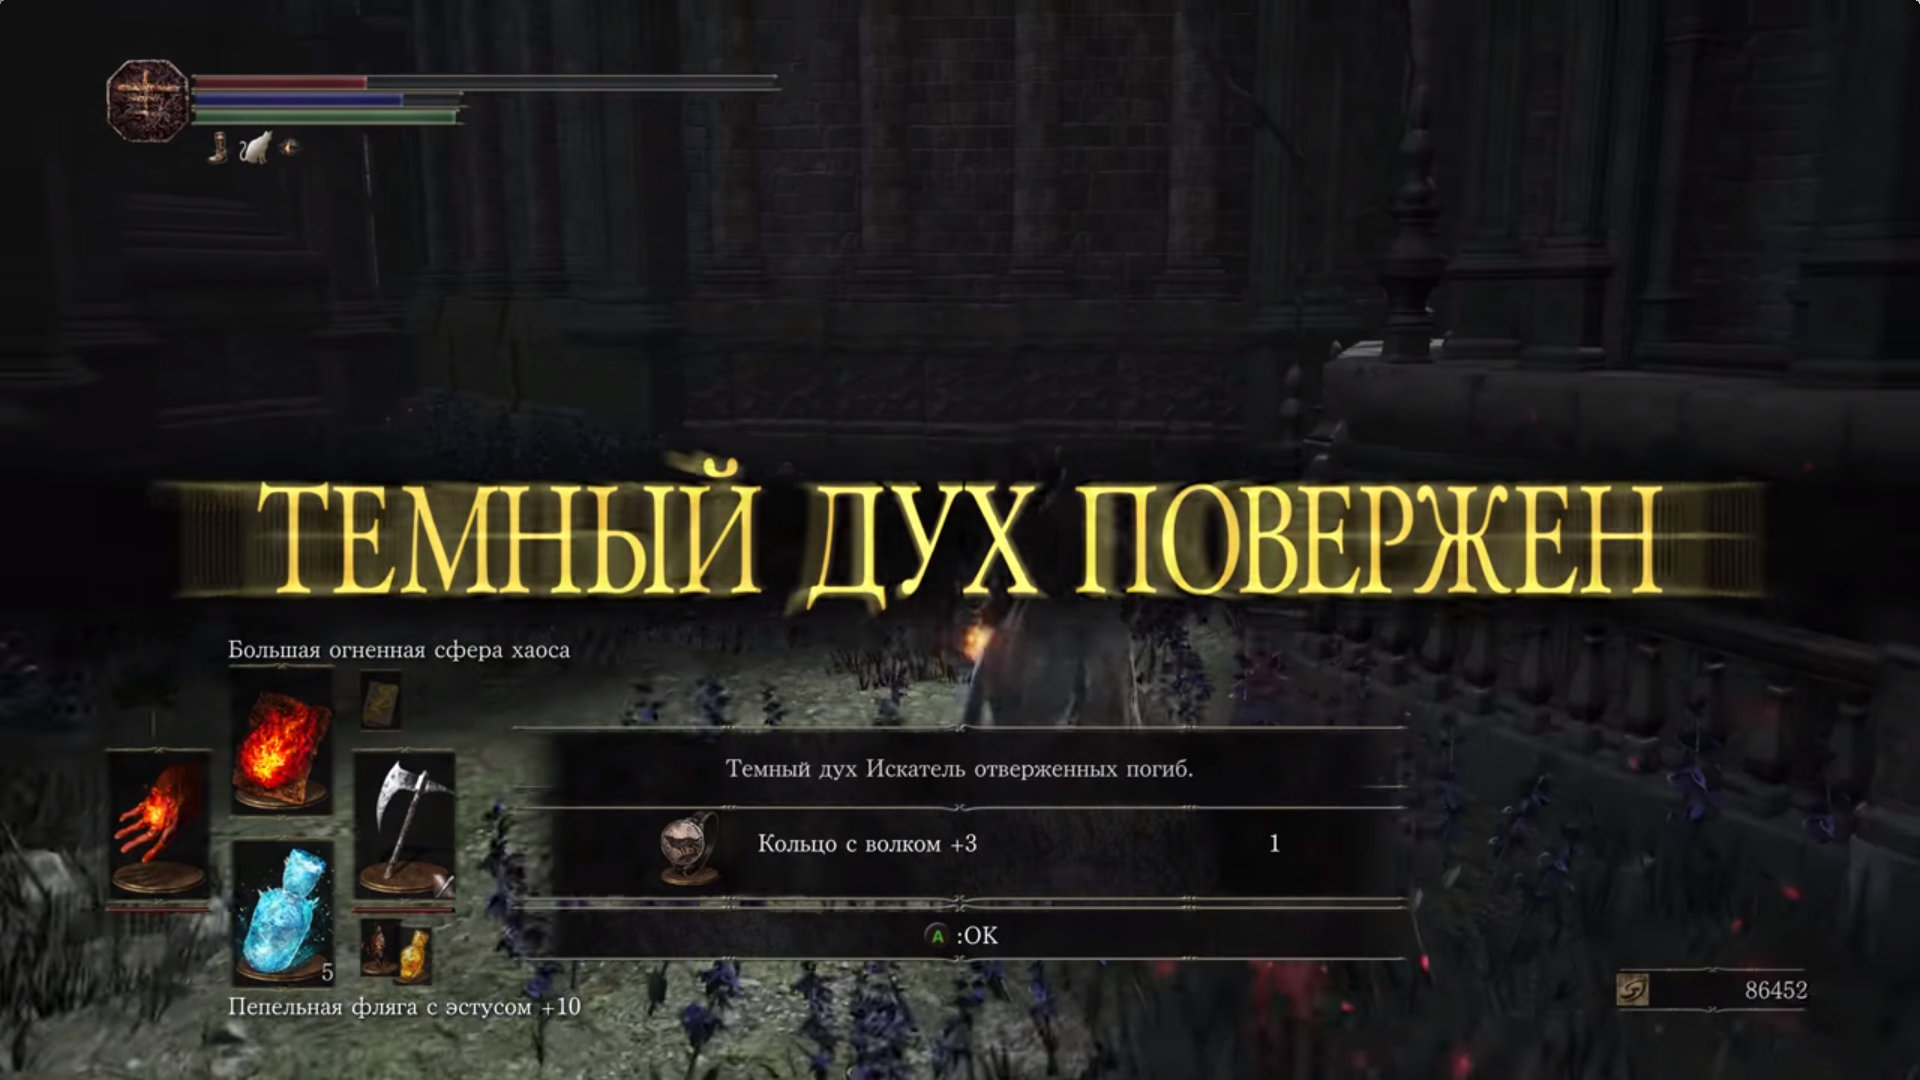 ТЕМНЫЙ ДУХ ПОВЕРЖЕН
Большая огненная сфера хаоса
Темный дух Искатель отверженных погиб.
Кольцо с волком +3 1
A :OK
5
Пепельная фляга с эстусом +10
86452